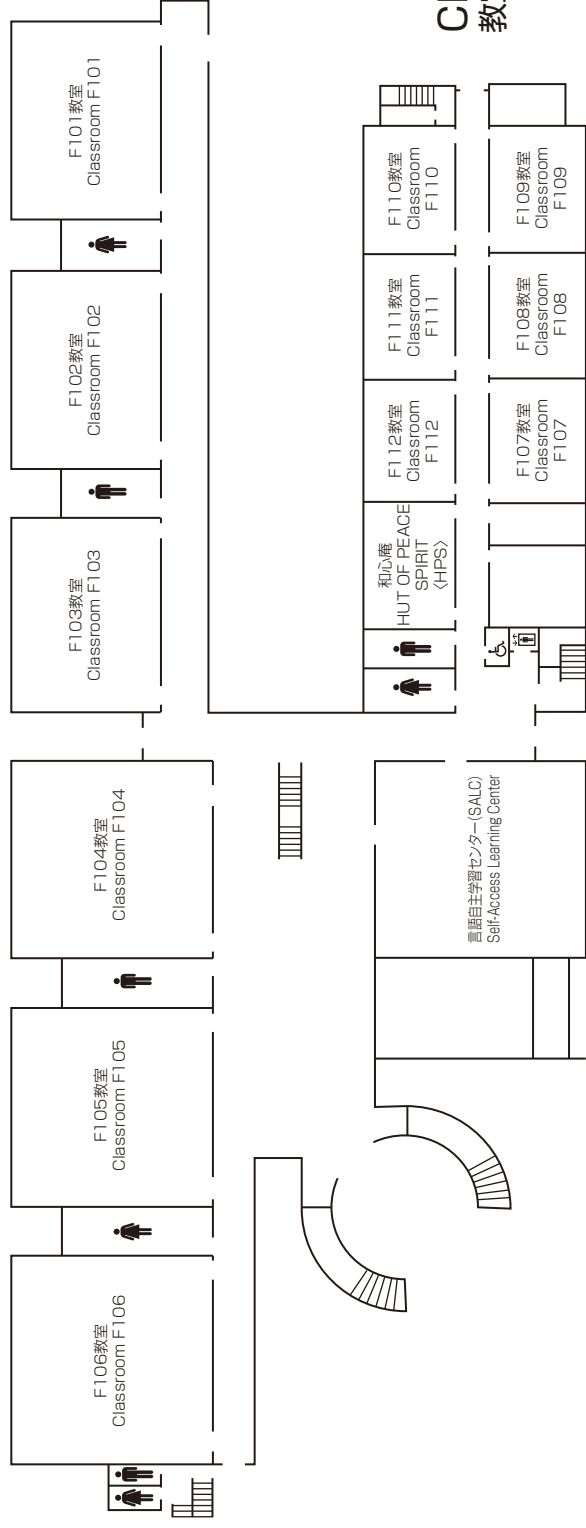 F101教室
Classroom F101
F102教室
Classroom F102
F103教室
Classroom F103
F104教室
Classroom F104
F105教室
Classroom F105
F106教室
Classroom F106
F110教室
Classroom
F110
F111教室
Classroom
F111
F112教室
Classroom
F112
和心庵
HUT OF PEACE
SPIRIT
〈HPS〉
F109教室
Classroom
F109
F108教室
Classroom
F108
F107教室
Classroom
F107
言語自主学習センター(SALC)
Self-Access Learning Center